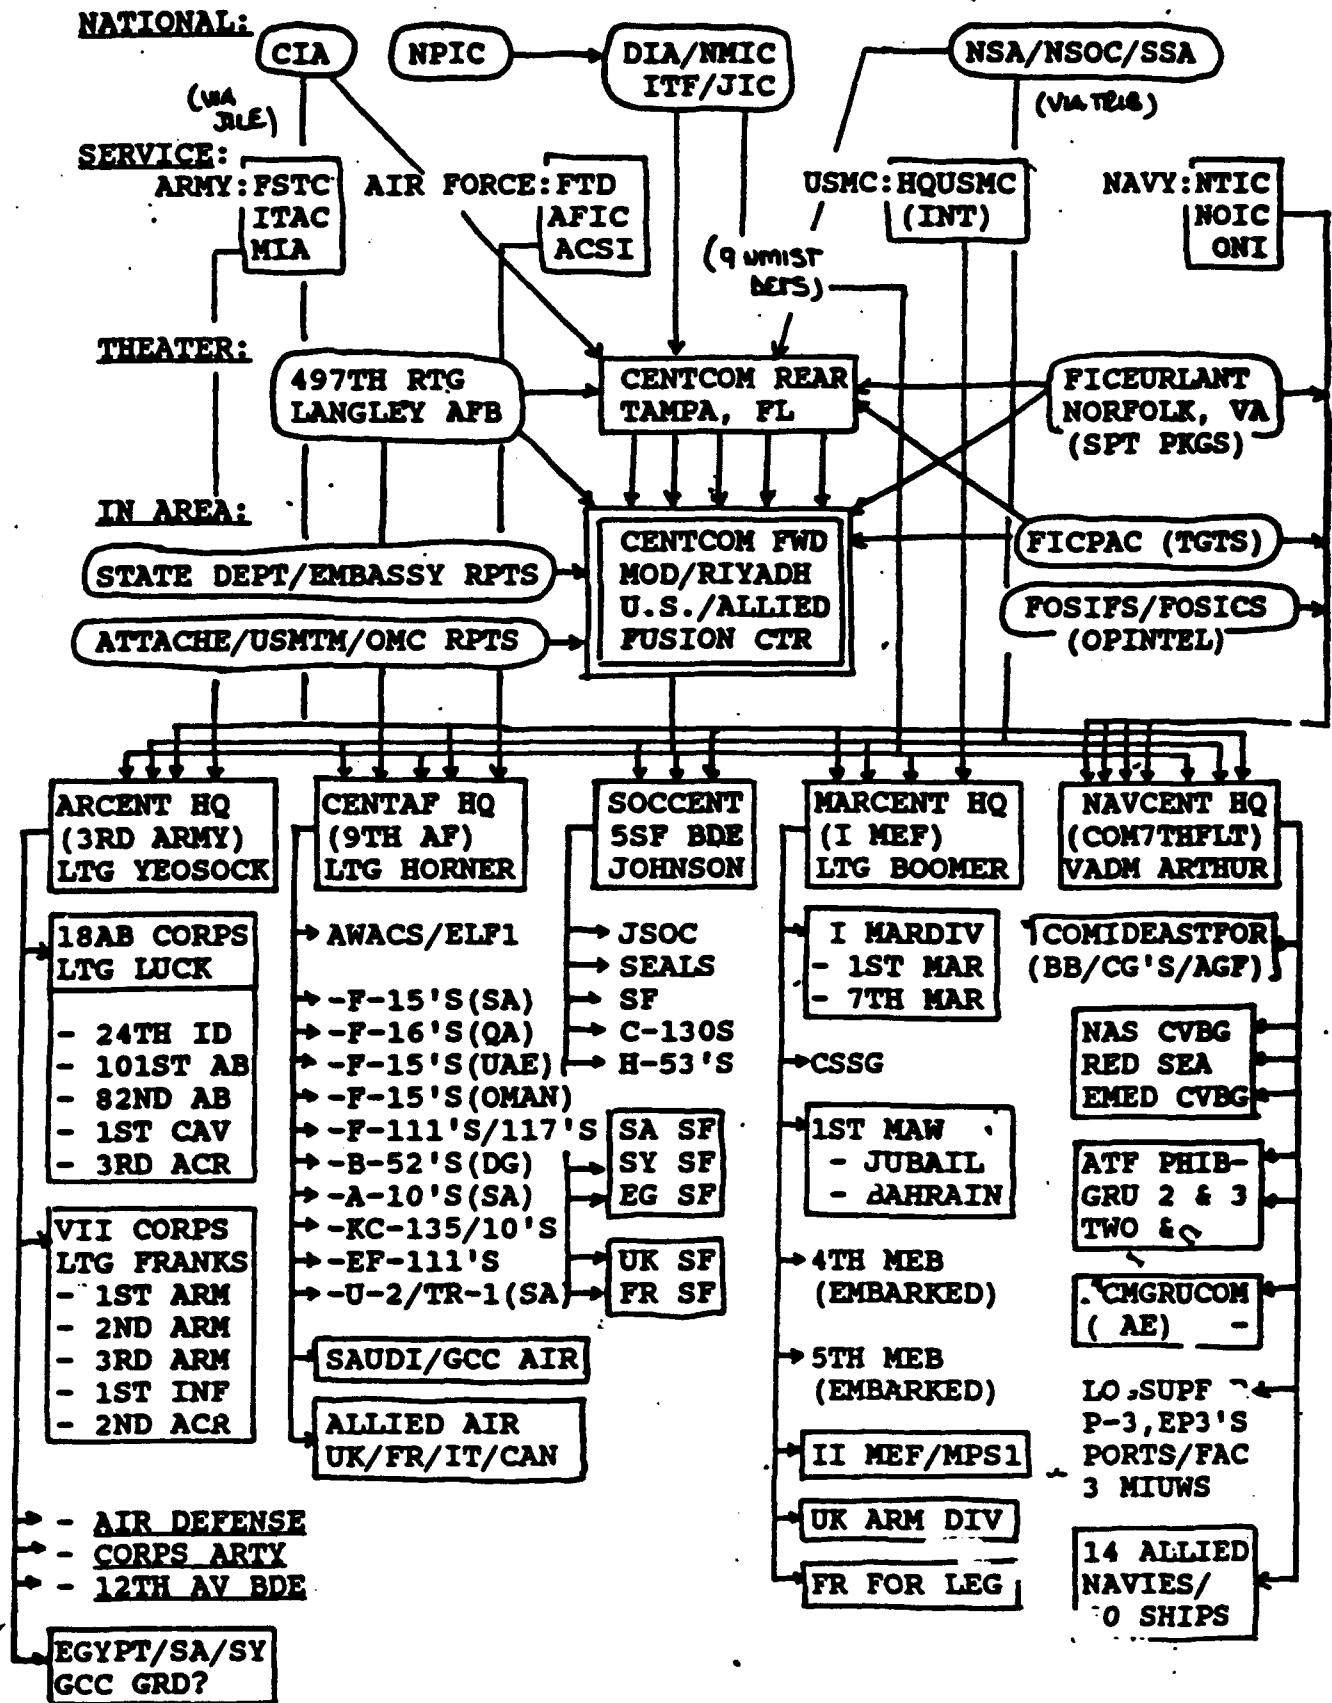 NATIONAL:
CIA
NPIC
DIA/NMIC
ITF/JIC
NSA/NSOC/SSA
(VIA
JILE)
(VIA TRIB)
SERVICE:
ARMY:FSTC
ITAC
MIA
AIR FORCE:FTD
AFIC
ACSI
USMC:HQUSMC
(INT)
NAVY:NTIC
NOIC
ONI
(9 NMIST
DETS)
THEATER:
497TH RTG
LANGLEY AFB
CENTCOM REAR
TAMPA, FL
FICEURLANT
NORFOLK, VA
(SPT PKGS)
IN AREA:
STATE DEPT/EMBASSY RPTS
ATTACHE/USMTM/OMC RPTS
CENTCOM FWD
MOD/RIYADH
U.S./ALLIED
FUSION CTR
FICPAC (TGTS)
FOSIFS/FOSICS
(OPINTEL)
ARCENT HQ
(3RD ARMY)
LTG YEOSOCK
18AB CORPS
LTG LUCK
- 24TH ID
- 101ST AB
- 82ND AB
- 1ST CAV
- 3RD ACR
VII CORPS
LTG FRANKS
- 1ST ARM
- 2ND ARM
- 3RD ARM
- 1ST INF
- 2ND ACR
- AIR DEFENSE
- CORPS ARTY
- 12TH AV BDE
EGYPT/SA/SY
GCC GRD?
CENTAF HQ
(9TH AF)
LTG HORNER
AWACS/ELF1
-F-15'S(SA)
-F-16'S(QA)
-F-15'S(UAE)
-F-15'S(OMAN)
-F-111'S/117'S
-B-52'S(DG)
-A-10'S(SA)
-KC-135/10'S
-EF-111'S
-U-2/TR-1(SA)
SAUDI/GCC AIR
ALLIED AIR
UK/FR/IT/CAN
SOCCENT
5SF BDE
JOHNSON
JSOC
SEALS
SF
C-130S
H-53'S
SA SF
SY SF
EG SF
UK SF
FR SF
MARCENT HQ
(I MEF)
LTG BOOMER
I MARDIV
- 1ST MAR
- 7TH MAR
CSSG
1ST MAW
- JUBAIL
- BAHRAIN
4TH MEB
(EMBARKED)
5TH MEB
(EMBARKED)
II MEF/MPS1
UK ARM DIV
FR FOR LEG
NAVCENT HQ
(COM7THFLT)
VADM ARTHUR
COMIDEASTFOR
(BB/CG'S/AGF)
NAS CVBG
RED SEA
EMED CVBG
ATF PHIB-
GRU 2 & 3
TWO &
CMGRUCOM
( AE) -
P-3,EP3'S
PORTS/FAC
3 MIUWS
14 ALLIED
NAVIES/
0 SHIPS